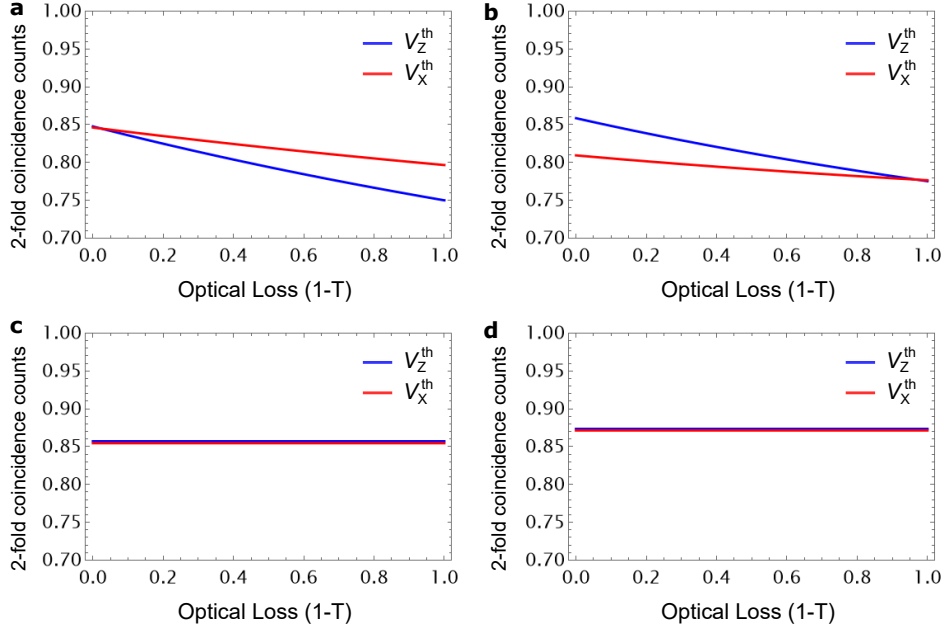 a
2-fold coincidence counts
1.00
0.95
0.90
0.85
0.80
0.75
0.70
V_Z^th
V_X^th
0.0 0.2 0.4 0.6 0.8 1.0
Optical Loss (1-T)
b
2-fold coincidence counts
1.00
0.95
0.90
0.85
0.80
0.75
0.70
V_Z^th
V_X^th
0.0 0.2 0.4 0.6 0.8 1.0
Optical Loss (1-T)
c
2-fold coincidence counts
1.00
0.95
0.90
0.85
0.80
0.75
0.70
V_Z^th
V_X^th
0.0 0.2 0.4 0.6 0.8 1.0
Optical Loss (1-T)
d
2-fold coincidence counts
1.00
0.95
0.90
0.85
0.80
0.75
0.70
V_Z^th
V_X^th
0.0 0.2 0.4 0.6 0.8 1.0
Optical Loss (1-T)